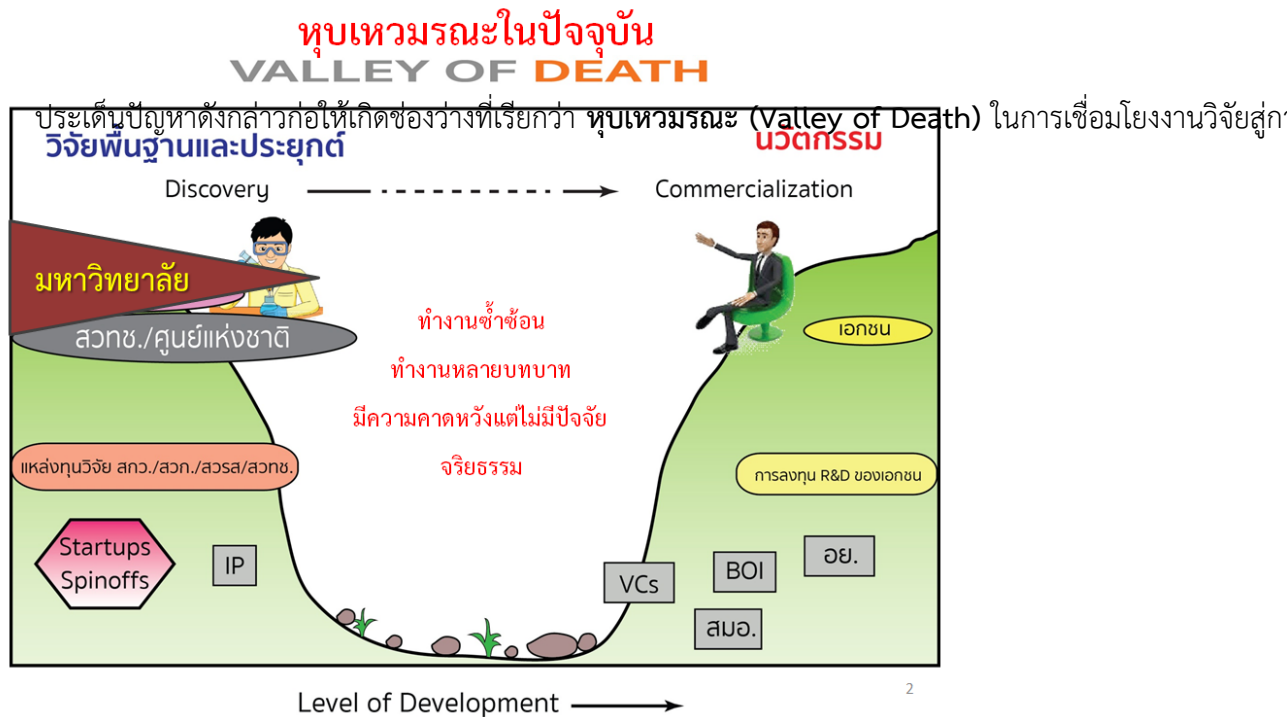 หุบเหวมรณะในปัจจุบัน
VALLEY OF DEATH
ประเด็นปัญหาดังกล่าวก่อให้เกิดช่องว่างที่เรียกว่า หุบเหวมรณะ (Valley of Death) ในการเชื่อมโยงงานวิจัยสู่
วิจัยพื้นฐานและประยุกต์
นวัตกรรม
Discovery
Commercialization
มหาวิทยาลัย
สวทช./ศูนย์แห่งชาติ
ทำงานซ้ำซ้อน
เอกชน
ทำงานหลายบทบาท
มีความคาดหวังแต่ไม่มีปัจจัย
จริยธรรม
แหล่งทุนวิจัย สกว./สวก./สวรส/สวทช.
การลงทุน R&D ของเอกชน
Startups
Spinoffs
IP
VCs
BOI
อย.
สมอ.
2
Level of Development